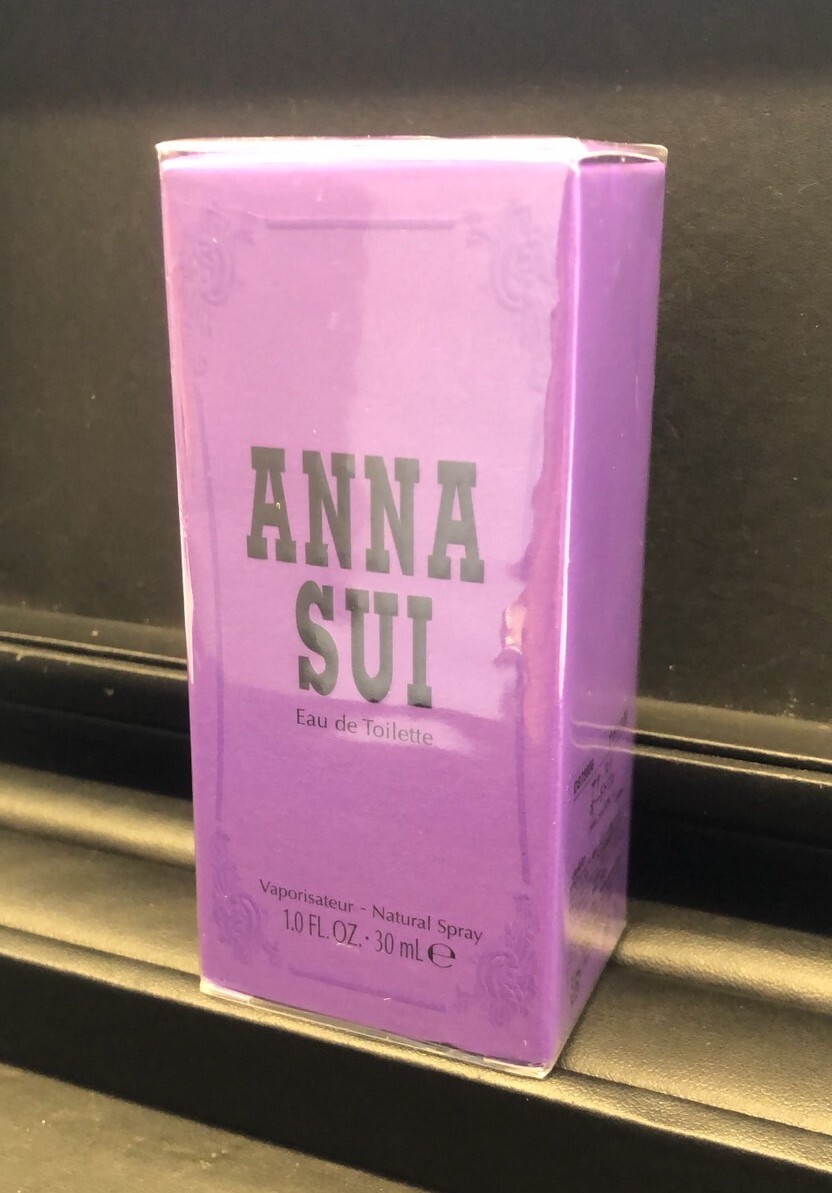 ANNA
SUI
Eau de Toilette
Vaporisateur - Natural Spray
1.0 FL. OZ. · 30 mL ℮